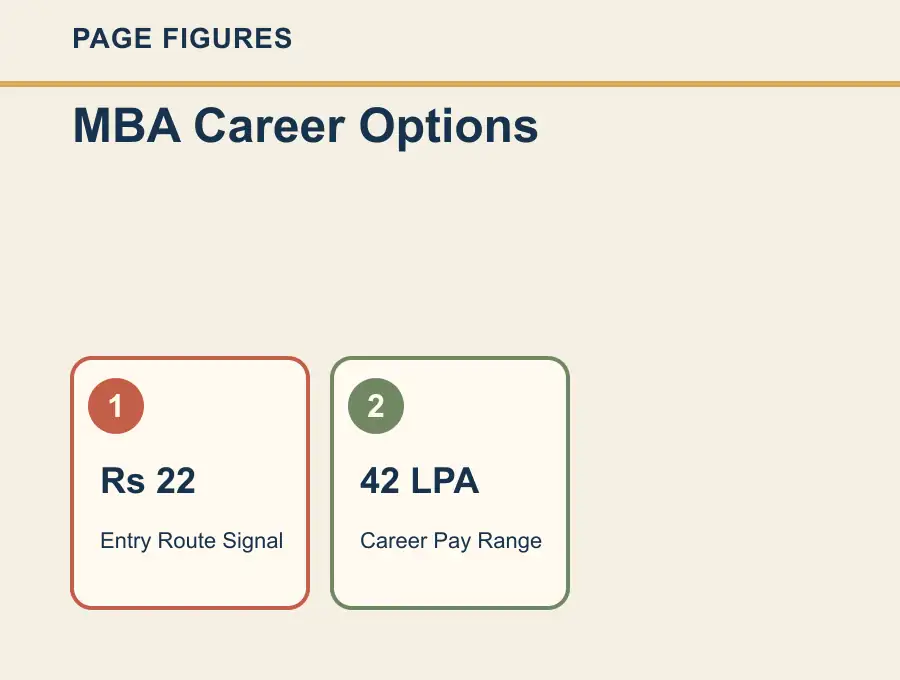 PAGE FIGURES
MBA Career Options
1
Rs 22
Entry Route Signal
2
42 LPA
Career Pay Range